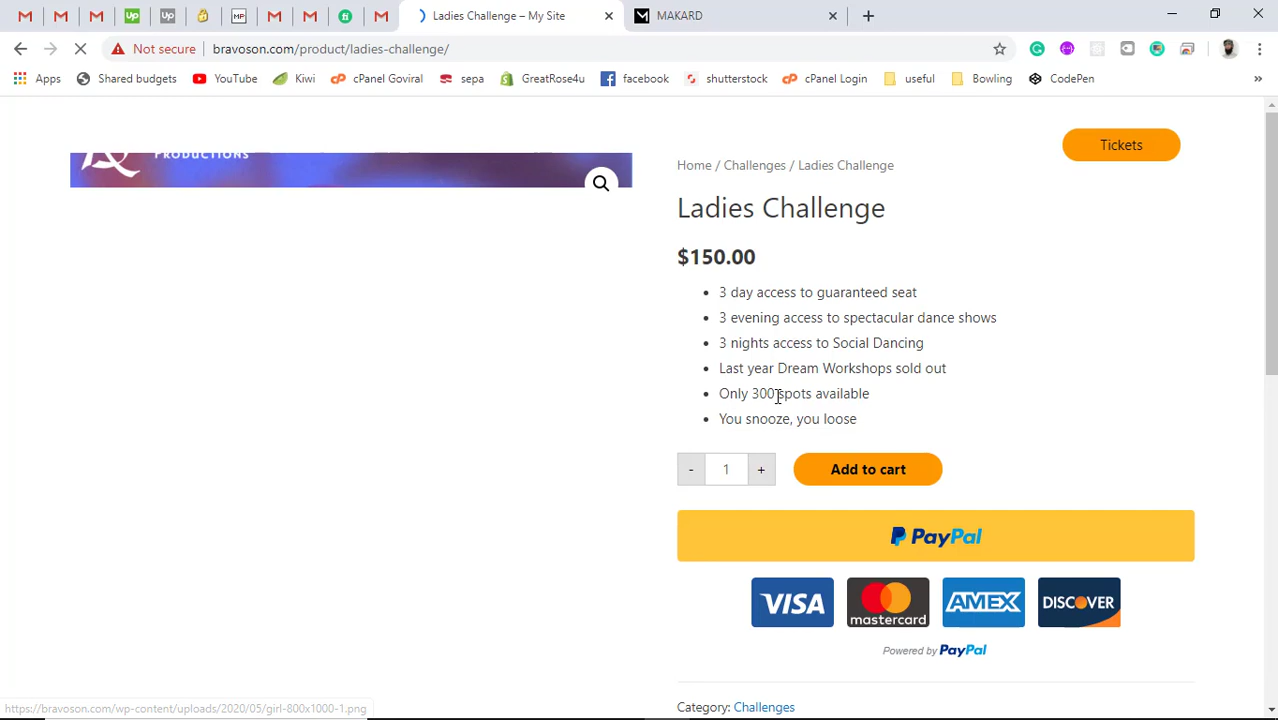 Ladies Challenge – My Site
MAKARD
Not secure
bravoson.com/product/ladies-challenge/
Apps
Shared budgets
YouTube
Kiwi
cPanel Goviral
sepa
GreatRose4u
facebook
shutterstock
cPanel Login
useful
Bowling
CodePen
»
PRODUCTIONS
Tickets
Home / Challenges / Ladies Challenge
Ladies Challenge
$150.00
• 3 day access to guaranteed seat
• 3 evening access to spectacular dance shows
• 3 nights access to Social Dancing
• Last year Dream Workshops sold out
• Only 300 spots available
• You snooze, you loose
- 1 +
Add to cart
PayPal
VISA
mastercard
AMEX
DISCOVER
Powered by PayPal
Category: Challenges
https://bravoson.com/wp-content/uploads/2020/05/girl-800x1000-1.png